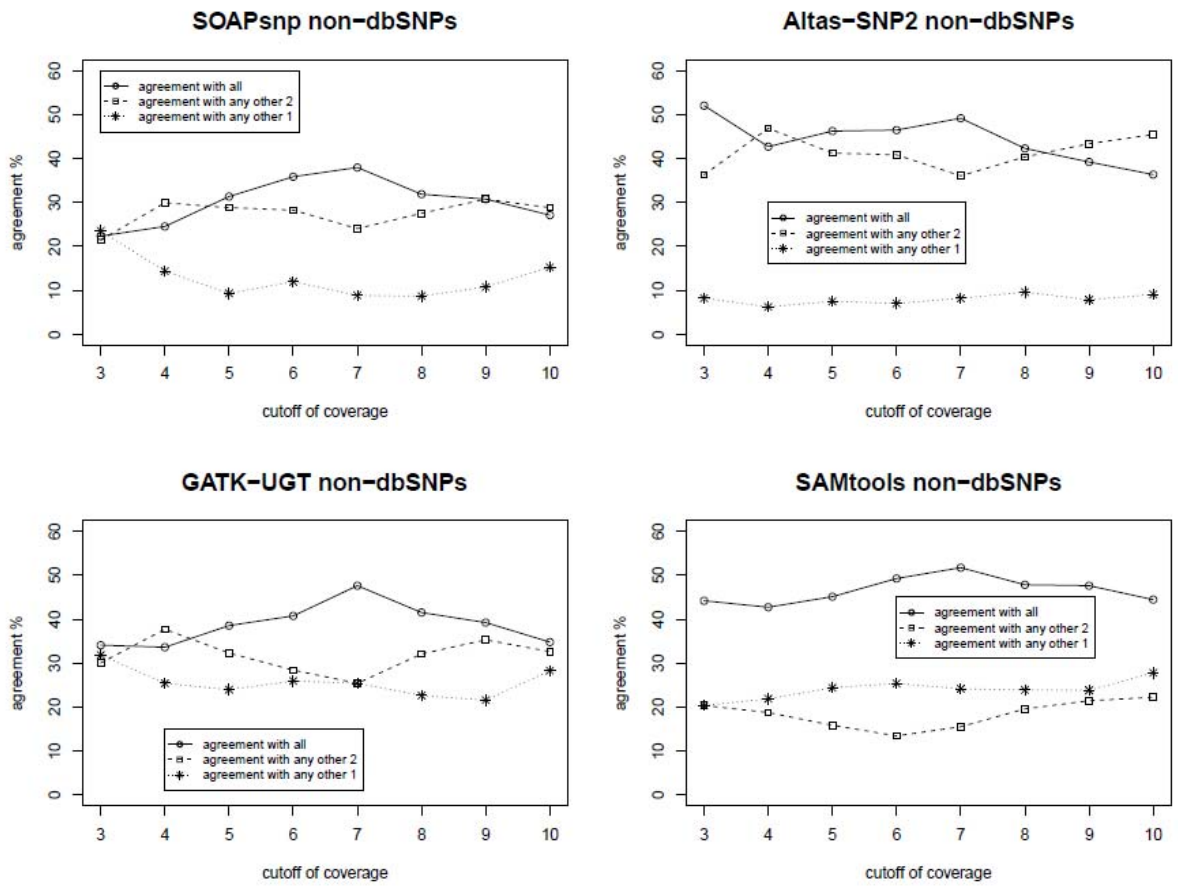 SOAPsnp non−dbSNPs
agreement %
60
50
40
30
20
10
0
agreement with all
agreement with any other 2
agreement with any other 1
3 4 5 6 7 8 9 10
cutoff of coverage
Altas−SNP2 non−dbSNPs
agreement %
60
50
40
30
20
10
0
agreement with all
agreement with any other 2
agreement with any other 1
3 4 5 6 7 8 9 10
cutoff of coverage
GATK−UGT non−dbSNPs
agreement %
60
50
40
30
20
10
0
agreement with all
agreement with any other 2
agreement with any other 1
3 4 5 6 7 8 9 10
cutoff of coverage
SAMtools non−dbSNPs
agreement %
60
50
40
30
20
10
0
agreement with all
agreement with any other 2
agreement with any other 1
3 4 5 6 7 8 9 10
cutoff of coverage